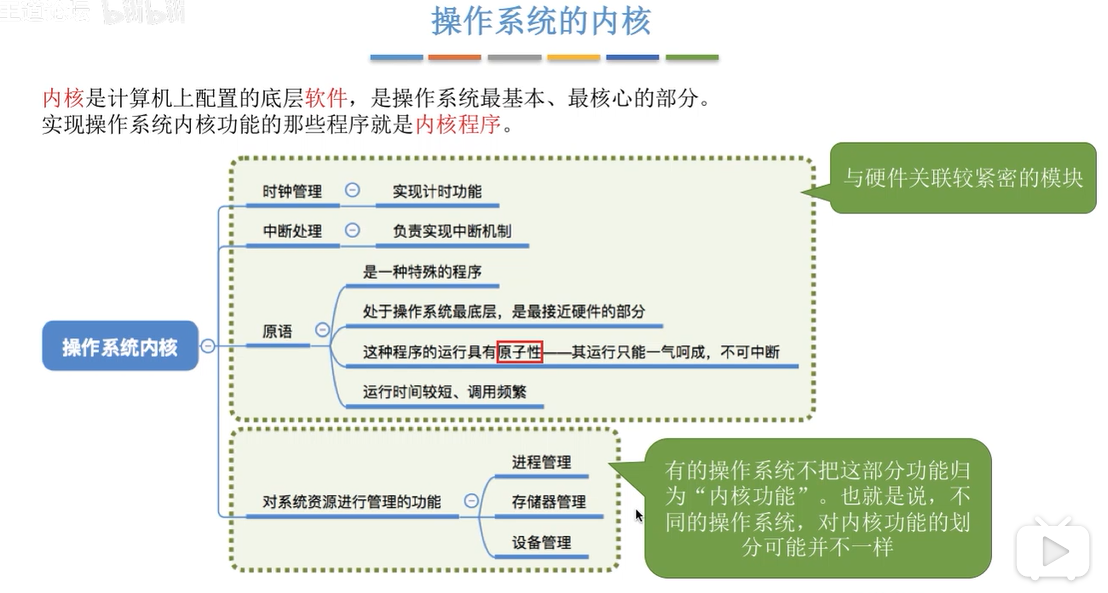 操作系统的内核
内核是计算机上配置的底层软件，是操作系统最基本、最核心的部分。
实现操作系统内核功能的那些程序就是内核程序。
与硬件关联较紧密的模块
时钟管理
实现计时功能
中断处理
负责实现中断机制
是一种特殊的程序
处于操作系统最底层，是最接近硬件的部分
原语
这种程序的运行具有原子性——其运行只能一气呵成，不可中断
运行时间较短、调用频繁
操作系统内核
对系统资源进行管理的功能
进程管理
存储器管理
设备管理
有的操作系统不把这部分功能归
为“内核功能”。也就是说，不
同的操作系统，对内核功能的划
分可能并不一样